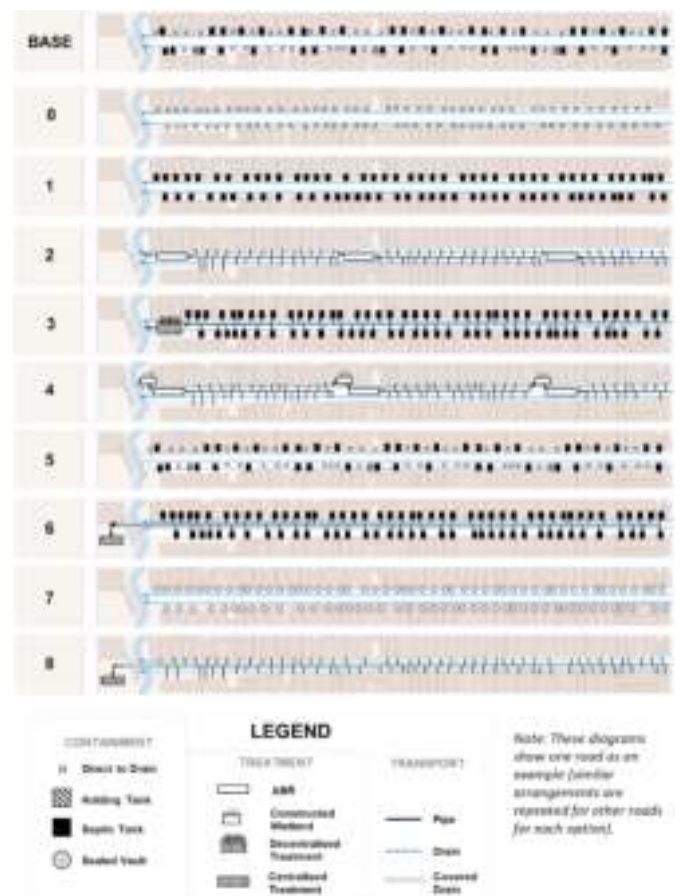 BASE
0
1
2
3
4
5
6
7
8
LEGEND
CONTAINMENT
Direct to Drain
Holding Tank
Septic Tank
Sealed Vault
TREATMENT
ABR
Constructed
Wetland
Decentralised
Treatment
Centralised
Treatment
TRANSPORT
Pipe
Drain
Covered
Drain
Note: These diagrams
show one road as an
example (similar
arrangements are
repeated for other roads
for each option).